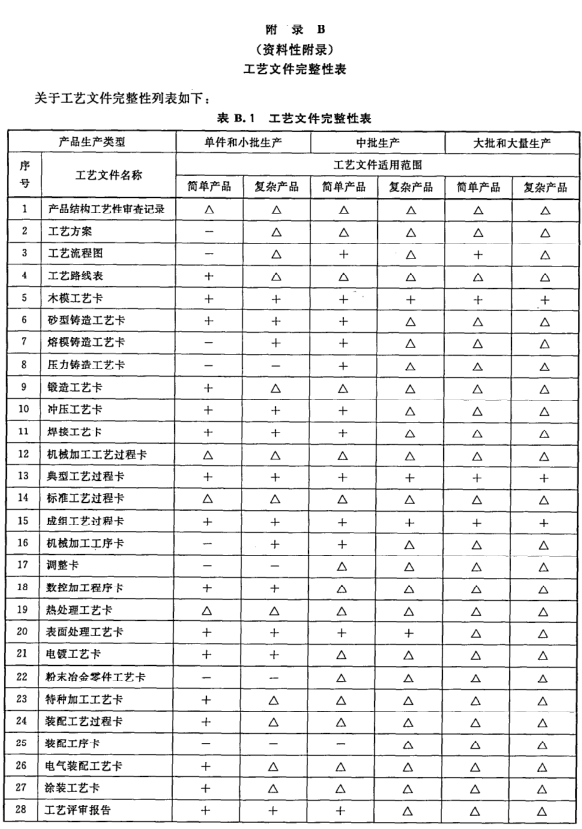 附 录 B
（资料性附录）
工艺文件完整性表
关于工艺文件完整性列表如下：
表 B.1 工艺文件完整性表
产品生产类型 单件和小批生产 中批生产 大批和大量生产
序号 工艺文件名称 工艺文件适用范围
简单产品 复杂产品 简单产品 复杂产品 简单产品 复杂产品
1 产品结构工艺性审查记录 △ △ △ △ △ △
2 工艺方案 － △ △ △ △ △
3 工艺流程图 － △ ＋ △ ＋ △
4 工艺路线表 ＋ △ △ △ △ △
5 木模工艺卡 ＋ ＋ ＋ ＋ ＋ ＋
6 砂型铸造工艺卡 ＋ ＋ ＋ △ △ △
7 熔模铸造工艺卡 － ＋ ＋ △ △ △
8 压力铸造工艺卡 － － ＋ △ △ △
9 锻造工艺卡 ＋ △ △ △ △ △
10 冲压工艺卡 ＋ ＋ ＋ △ △ △
11 焊接工艺卡 ＋ ＋ ＋ △ △ △
12 机械加工工艺过程卡 △ △ △ △ △ △
13 典型工艺过程卡 ＋ ＋ ＋ ＋ ＋ ＋
14 标准工艺过程卡 △ △ △ △ △ △
15 成组工艺过程卡 ＋ ＋ ＋ ＋ ＋ ＋
16 机械加工工序卡 － ＋ ＋ △ △ △
17 调整卡 － － △ △ △ △
18 数控加工程序卡 ＋ ＋ △ △ △ △
19 热处理工艺卡 △ △ △ △ △ △
20 表面处理工艺卡 ＋ ＋ ＋ ＋ △ △
21 电镀工艺卡 ＋ ＋ △ △ △ △
22 粉末冶金零件工艺卡 － － △ △ △ △
23 特种加工工艺卡 ＋ △ △ △ △ △
24 装配工艺过程卡 ＋ △ △ △ △ △
25 装配工序卡 － － － △ △ △
26 电气装配工艺卡 ＋ △ △ △ △ △
27 涂装工艺卡 ＋ △ △ △ △ △
28 工艺评审报告 ＋ ＋ ＋ △ △ △